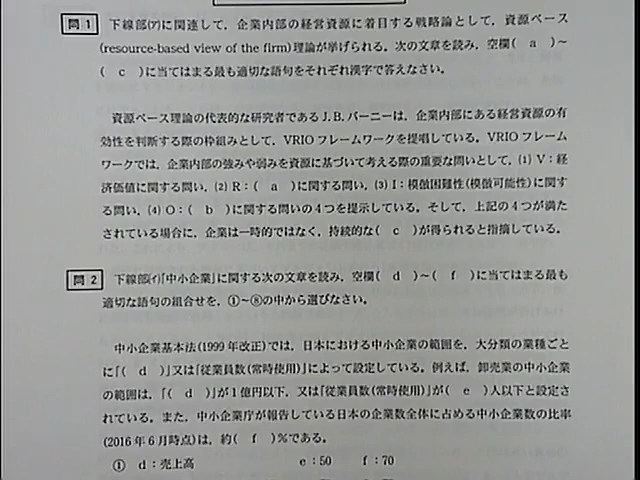 問1 下線部(ア)に関連して，企業内部の経営資源に着目する戦略論として，資源ベース
(resource-based view of the firm)理論が挙げられる。次の文章を読み，空欄( a )～
( c )に当てはまる最も適切な語句をそれぞれ漢字で答えなさい。
資源ベース理論の代表的な研究者であるJ.B.バーニーは，企業内部にある経営資源の有
効性を判断する際の枠組みとして，VRIOフレームワークを提唱している。VRIOフレーム
ワークでは，企業内部の強みや弱みを資源に基づいて考える際の重要な問いとして，(1) V：経
済価値に関する問い，(2) R：( a )に関する問い，(3) I：模倣困難性(模倣可能性)に関す
る問い，(4) O：( b )に関する問いの4つを提示している。そして，上記の4つが満た
されている場合に，企業は一時的ではなく，持続的な( c )が得られると指摘している。
問2 下線部(イ)「中小企業」に関する次の文章を読み，空欄( d )～( f )に当てはまる最も
適切な語句の組合せを，①～⑧の中から選びなさい。
中小企業基本法(1999年改正)では，日本における中小企業の範囲を，大分類の業種ごと
に「( d )」又は「従業員数(常時使用)」によって設定している。例えば，卸売業の中小企業
の範囲は，「( d )」が1億円以下，又は「従業員数(常時使用)」が( e )人以下と設定さ
れている。また，中小企業庁が報告している日本の企業数全体に占める中小企業数の比率
(2016年6月時点)は，約( f )％である。
① d：売上高 e：50 f：70